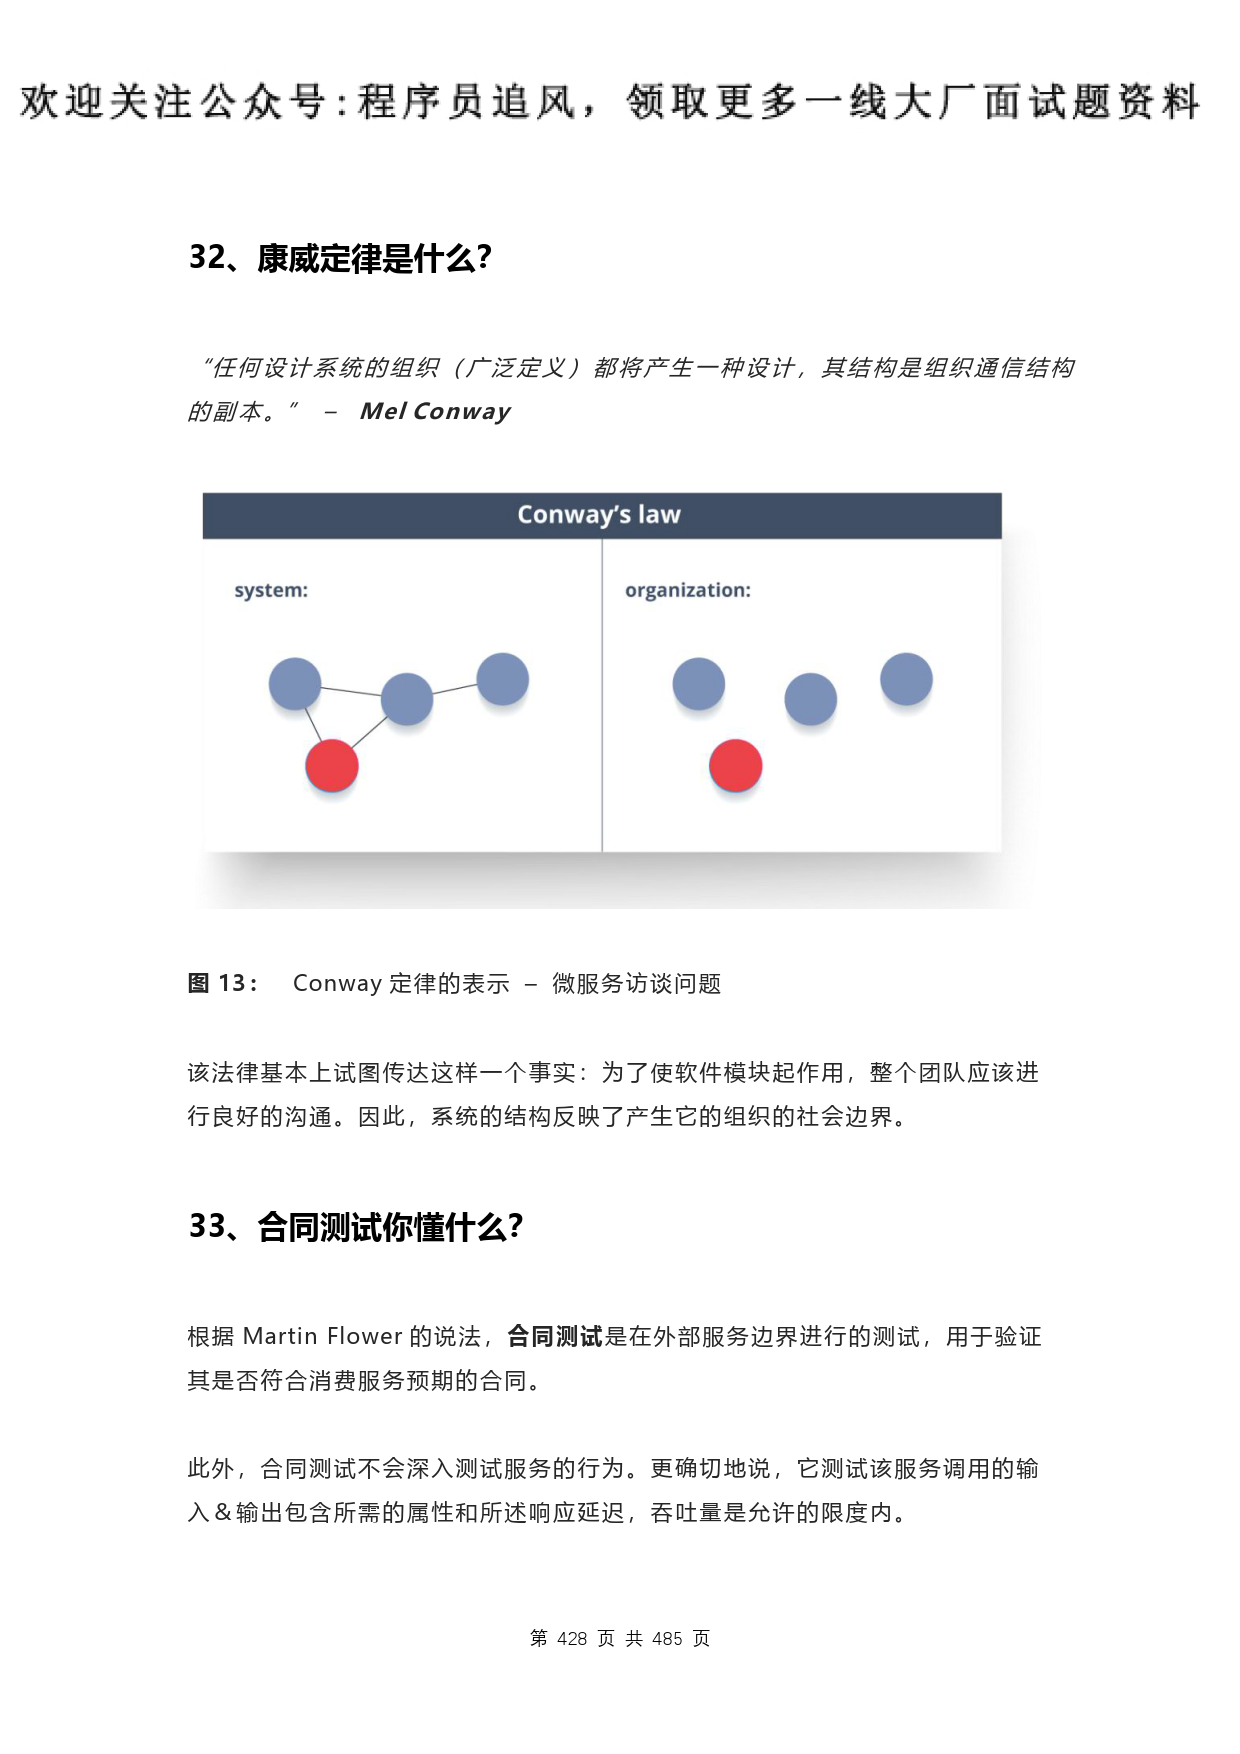 欢迎关注公众号:程序员追风，领取更多一线大厂面试题资料
32、康威定律是什么？
“任何设计系统的组织（广泛定义）都将产生一种设计，其结构是组织通信结构
的副本。” – Mel Conway
Conway’s law
system:
organization:
图 13： Conway 定律的表示 – 微服务访谈问题
该法律基本上试图传达这样一个事实：为了使软件模块起作用，整个团队应该进
行良好的沟通。因此，系统的结构反映了产生它的组织的社会边界。
33、合同测试你懂什么？
根据 Martin Flower 的说法，合同测试是在外部服务边界进行的测试，用于验证
其是否符合消费服务预期的合同。
此外，合同测试不会深入测试服务的行为。更确切地说，它测试该服务调用的输
入＆输出包含所需的属性和所述响应延迟，吞吐量是允许的限度内。
第 428 页 共 485 页